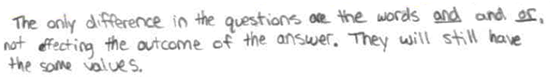 The only difference in the questions are the words and and or,
not effecting the outcome of the answer. They will still have
the same values.